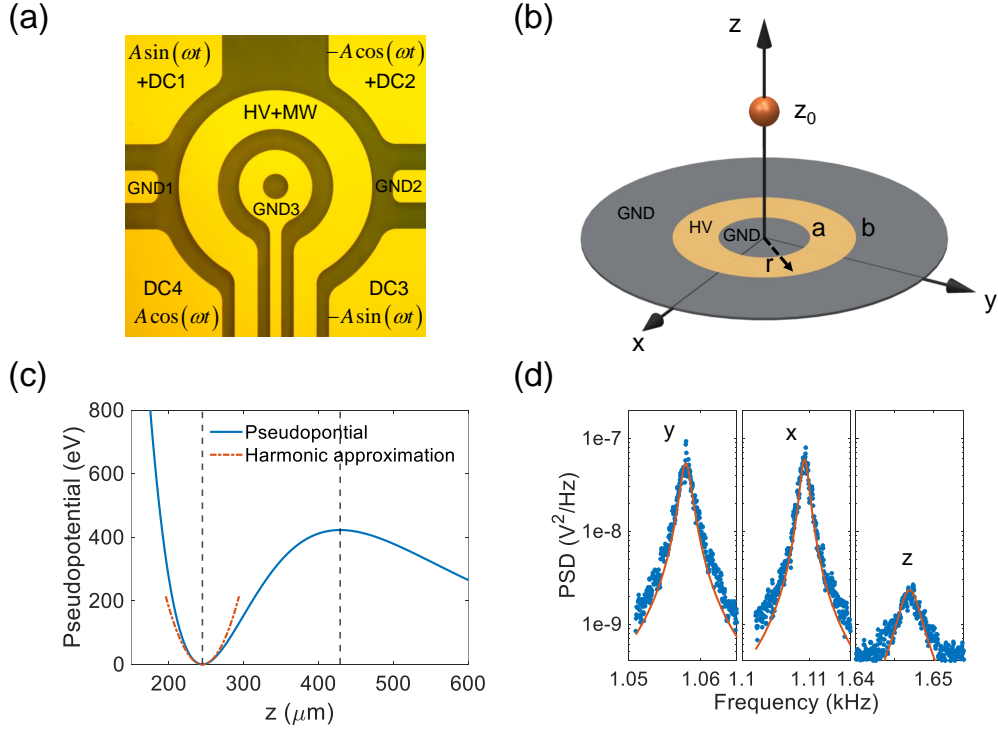 (a)
Asin(ωt)
+DC1
−Acos(ωt)
+DC2
HV+MW
GND1
GND2
GND3
DC4
Acos(ωt)
DC3
−Asin(ωt)
(b)
z
z0
GND
HV
GND
a
b
r
x
y
(c)
800
600
400
200
0
Pseudopotential (eV)
Pseudopontial
Harmonic approximation
200
300
400
500
600
z (μm)
(d)
y
x
z
1e-7
1e-8
1e-9
PSD (V²/Hz)
1.05
1.06
1.1
1.11
1.64
1.65
Frequency (kHz)